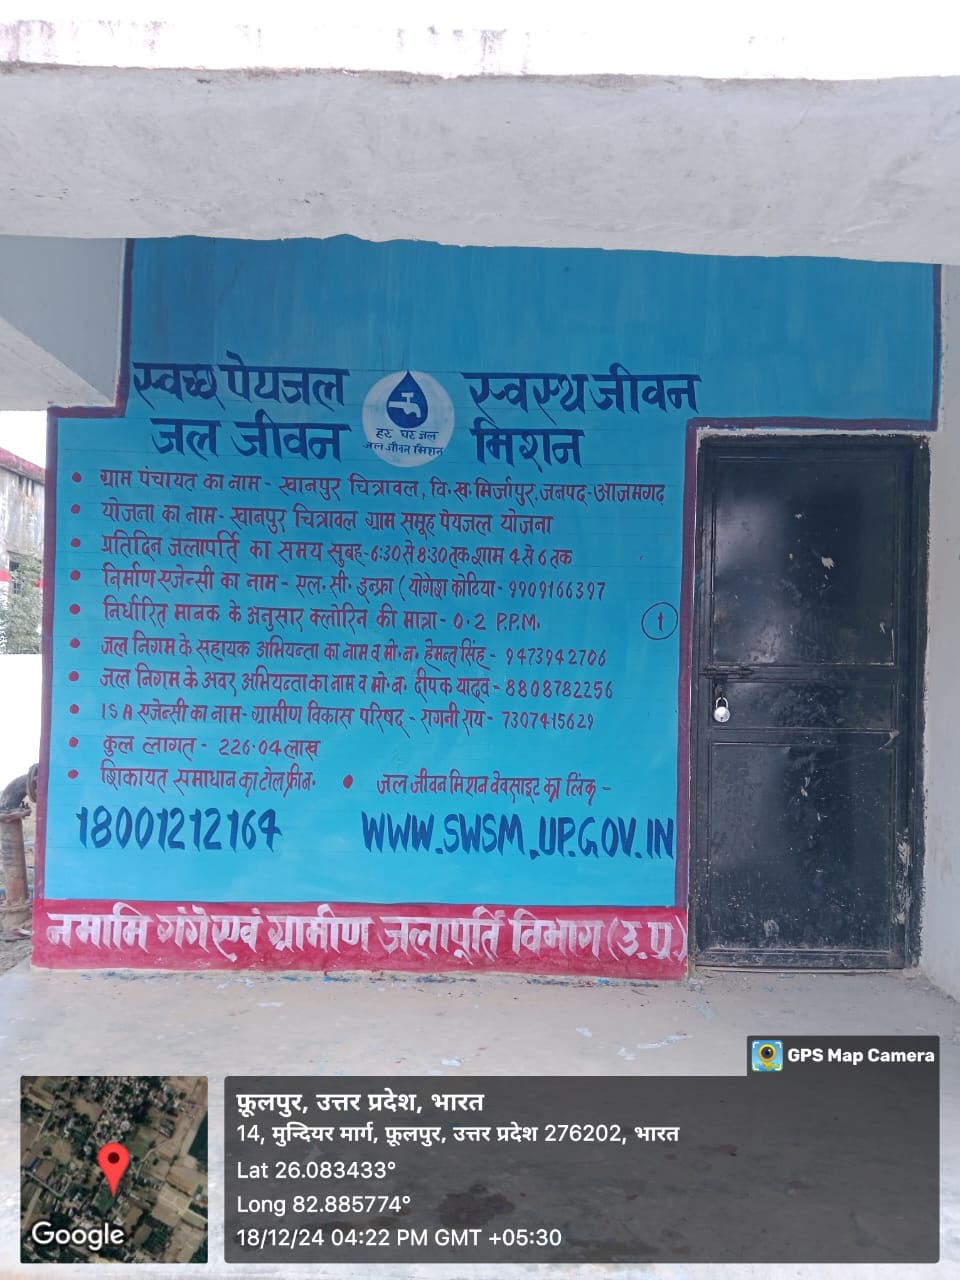 स्वच्छ पेयजल स्वस्थ जीवन
जल जीवन मिशन
हर घर जल
जल जीवन मिशन
• ग्राम पंचायत का नाम - खानपुर चित्रावल, वि.ख. मिर्जापुर, जनपद - आजमगढ़
• योजना का नाम - खानपुर चित्रावल ग्राम समूह पेयजल योजना
• प्रतिदिन जलापर्ति का समय सुबह - 6:30 से 8:30 तक शाम 4 से 6 तक
• निर्माण एजेन्सी का नाम - एल. सी. इन्फ्रा ( योगेश कोटिया - 9909166397
• निर्धारित मानक के अनुसार क्लोरिन की मात्रा - 0.2 P.P.M.
1
• जल निगम के सहायक अभियन्ता का नाम व मो.न. हेमन्त सिंह - 9473942706
• जल निगम के अवर अभियन्ता का नाम व मो.न. दीपक यादव - 8808782256
• ISA एजेन्सी का नाम - ग्रामीण विकास परिषद - रागनी राय - 7307415629
• कुल लागत - 226.04 लाख
• शिकायत समाधान का टोल फ्री न. • जल जीवन मिशन वेवसाइट का लिंक -
18001212164 WWW.SWSM.UP.GOV.IN
नमामि गंगे एवं ग्रामीण जलापूर्ति विभाग (उ.प्र.)
GPS Map Camera
फूलपुर, उत्तर प्रदेश, भारत
14, मुन्दियर मार्ग, फूलपुर, उत्तर प्रदेश 276202, भारत
Lat 26.083433°
Long 82.885774°
18/12/24 04:22 PM GMT +05:30
Google